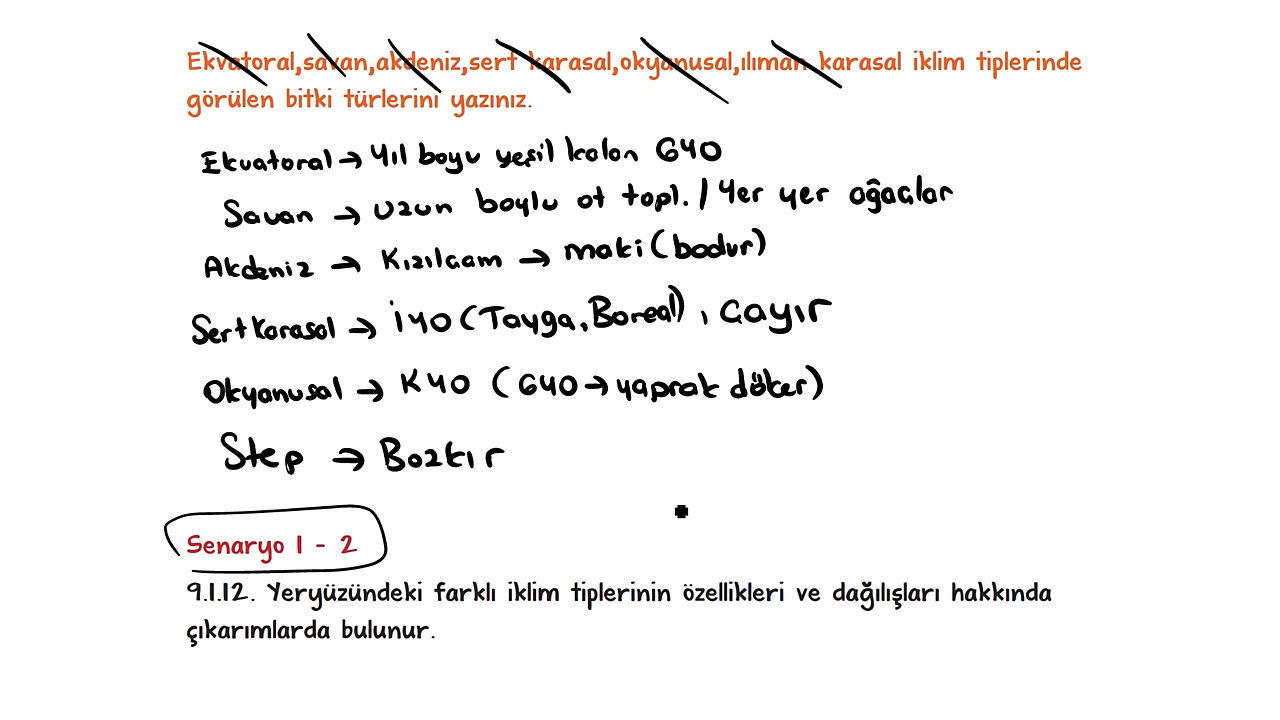 Ekvatoral,savan,akdeniz,sert karasal,okyanusal,ılıman karasal iklim tiplerinde
görülen bitki türlerini yazınız.
Ekvatoral → Yıl boyu yeşil kalan GYO
Savan → Uzun boylu ot topl. / Yer yer ağaçlar
Akdeniz → Kızılçam → maki (bodur)
Sert Karasal → İYO (Tayga, Boreal), Çayır
Okyanusal → KYO (GYO → yaprak döker)
Step → Bozkır
Senaryo 1 - 2
9.1.12. Yeryüzündeki farklı iklim tiplerinin özellikleri ve dağılışları hakkında
çıkarımlarda bulunur.